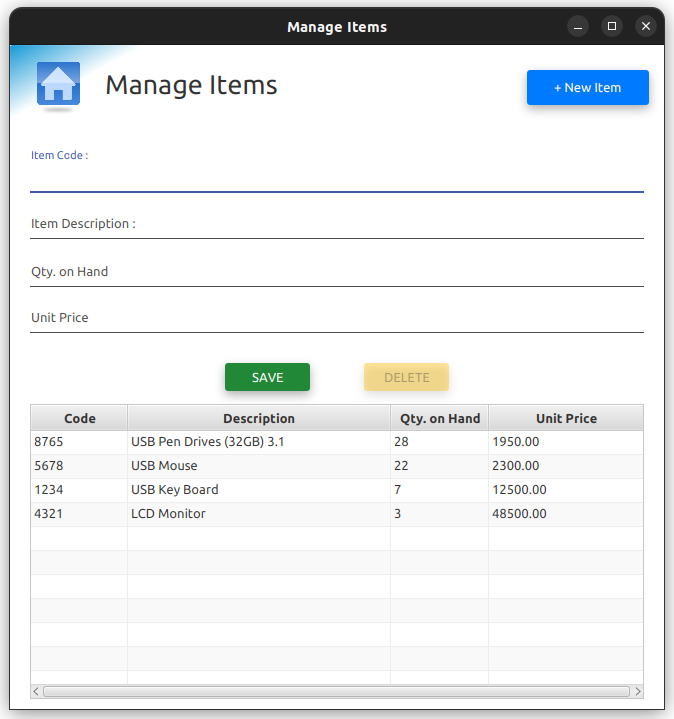 Manage Items
Manage Items
+ New Item
Item Code :
Item Description :
Qty. on Hand
Unit Price
SAVE DELETE
Code Description Qty. on Hand Unit Price
8765 USB Pen Drives (32GB) 3.1 28 1950.00
5678 USB Mouse 22 2300.00
1234 USB Key Board 7 12500.00
4321 LCD Monitor 3 48500.00